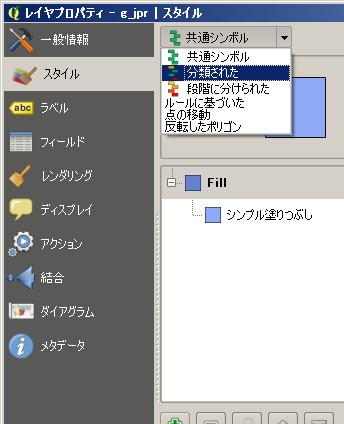 レイヤプロパティ - g_jpr | スタイル
一般情報
スタイル
abc ラベル
フィールド
レンダリング
ディスプレイ
アクション
結合
ダイアグラム
メタデータ
共通シンボル
共通シンボル
分類された
段階に分けられた
ルールに基づいた
点の移動
反転したポリゴン
Fill
シンプル塗りつぶし